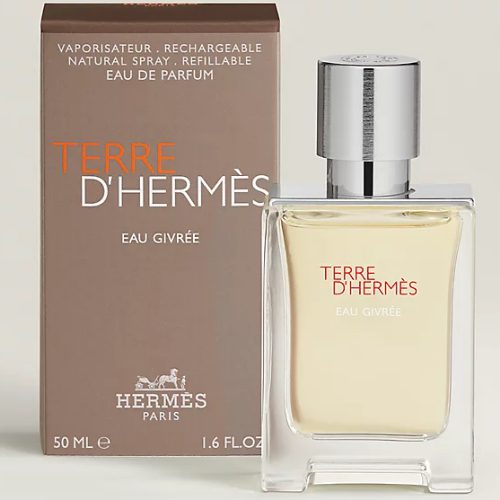 VAPORISATEUR . RECHARGEABLE
NATURAL SPRAY . REFILLABLE
EAU DE PARFUM
TERRE
D'HERMÈS
EAU GIVRÉE
HERMÈS
PARIS
50 ML ℮ 1.6 FL.OZ
TERRE
D'HERMÈS
EAU GIVRÉE